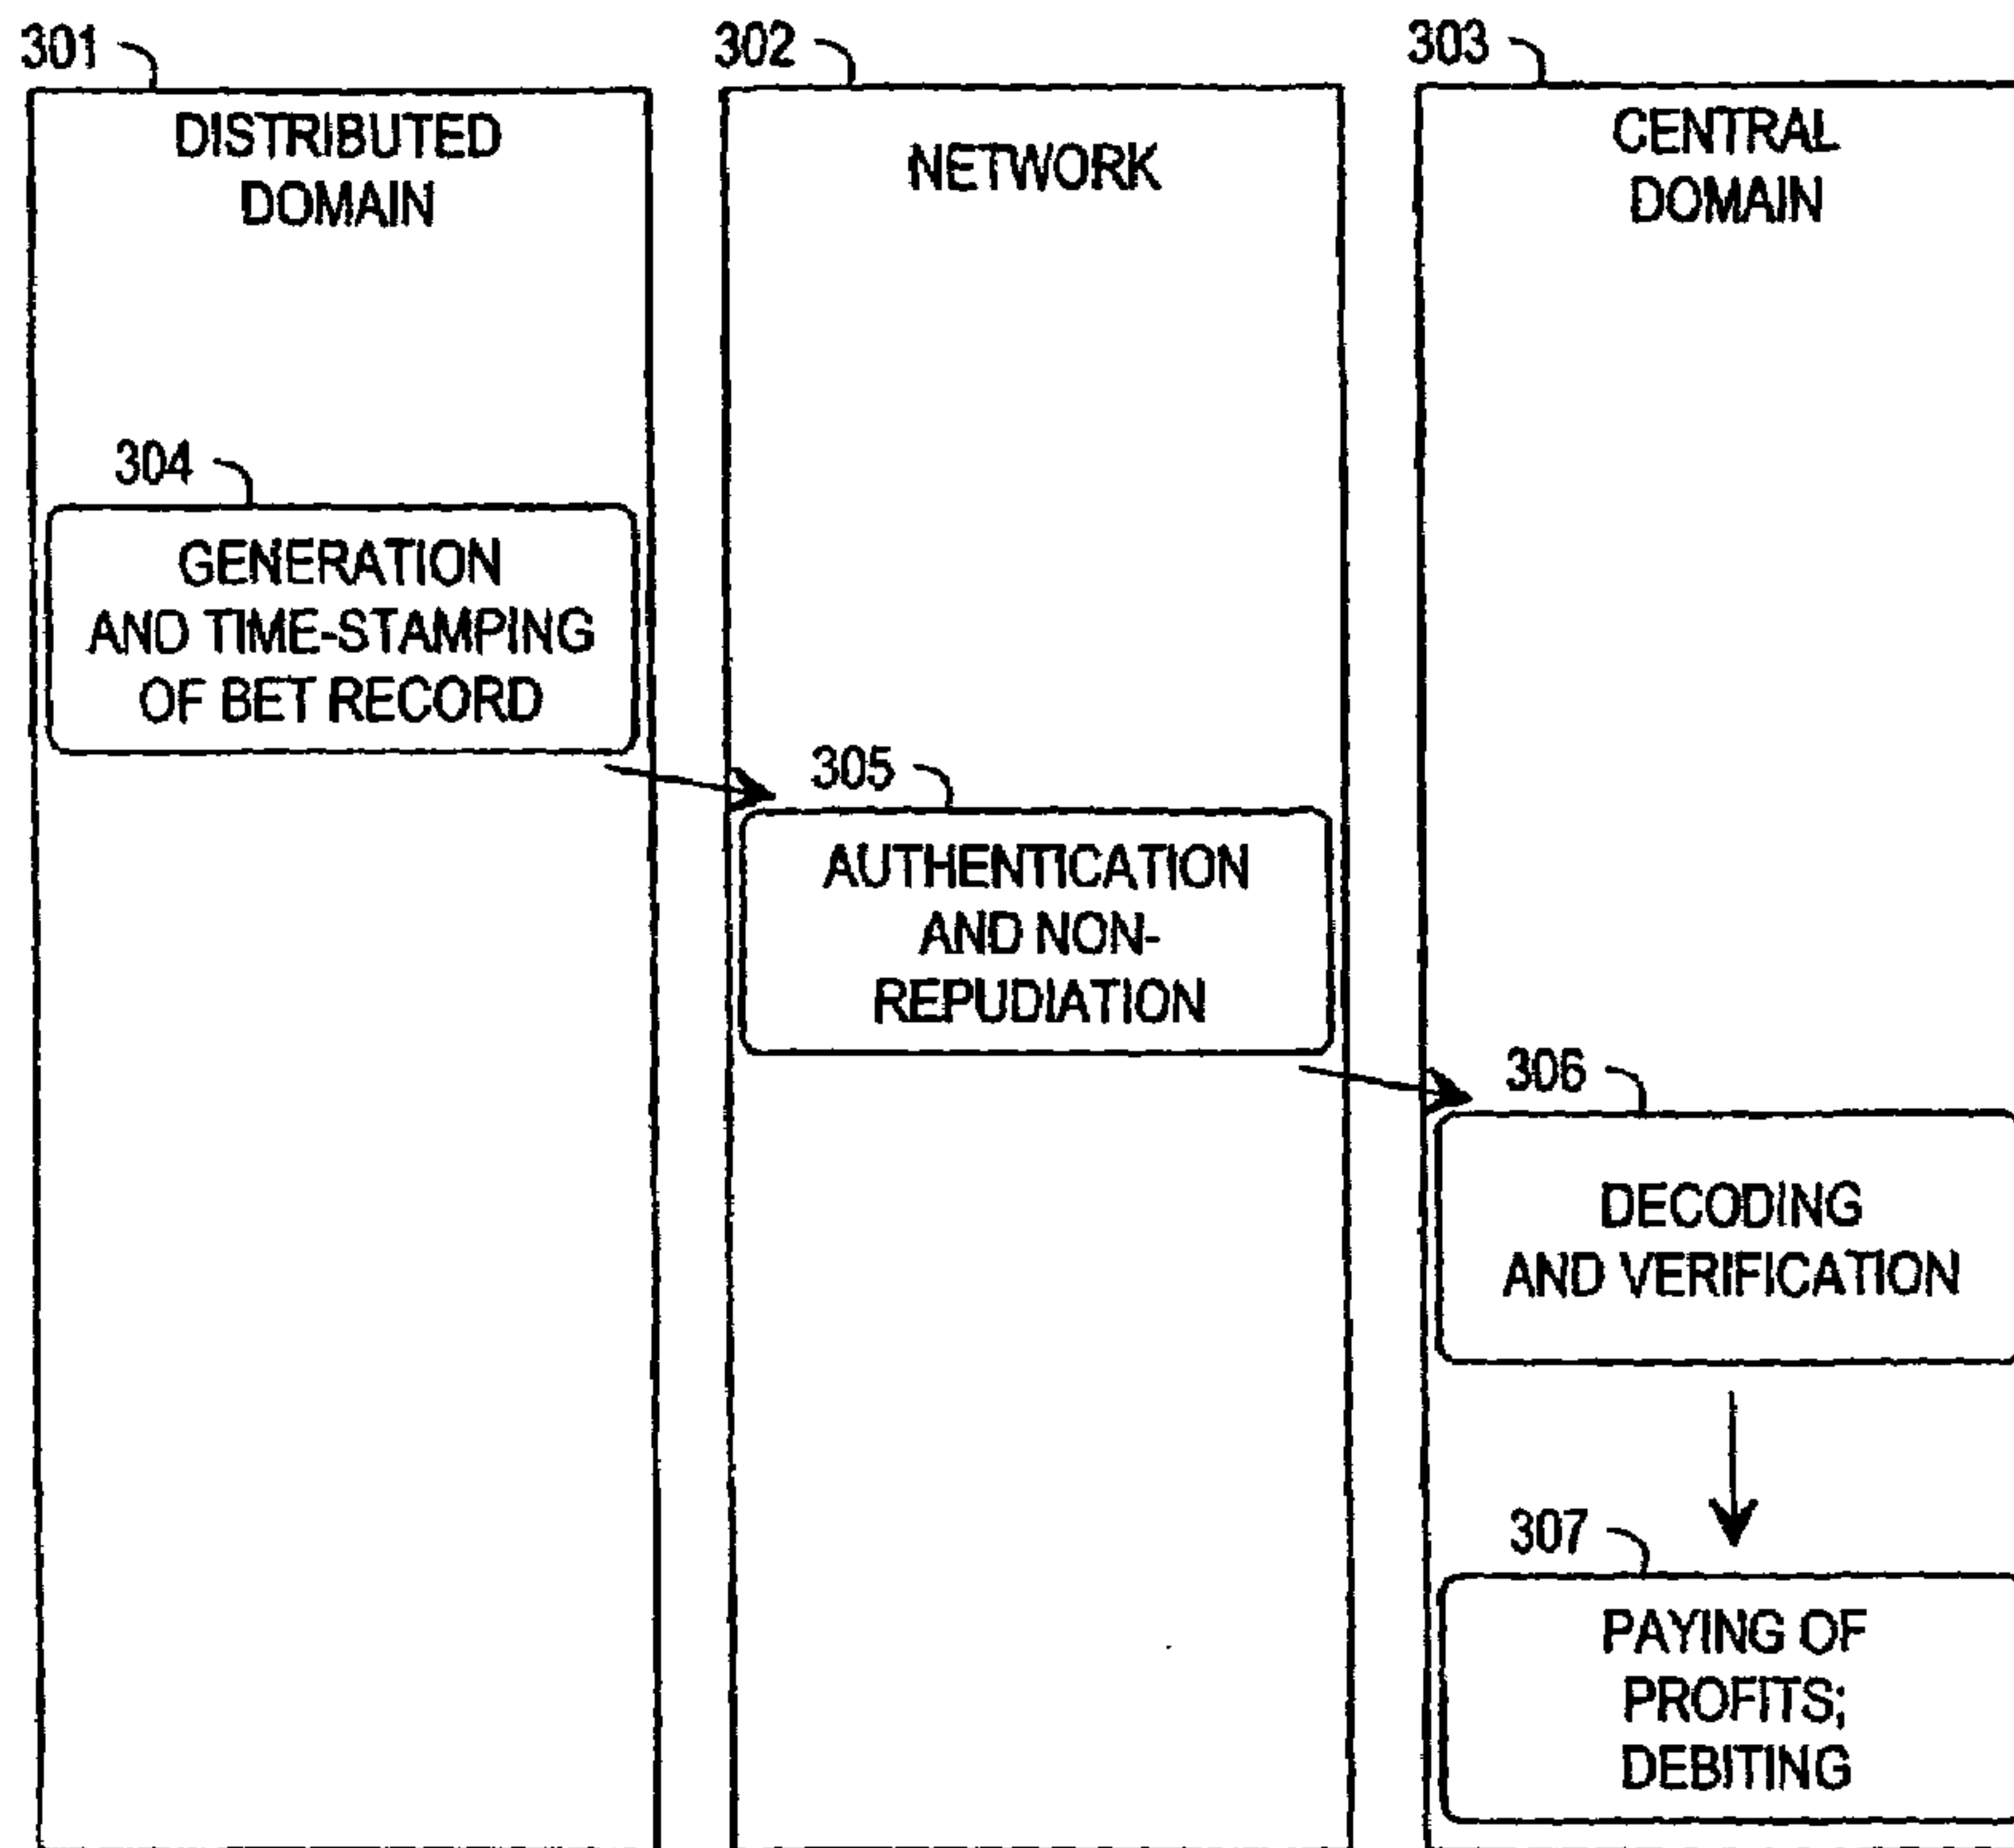 301
DISTRIBUTED
DOMAIN
302
NETWORK
303
CENTRAL
DOMAIN
304
GENERATION
AND TIME-STAMPING
OF BET RECORD
305
AUTHENTICATION
AND NON-
REPUDIATION
306
DECODING
AND VERIFICATION
307
PAYING OF
PROFITS;
DEBITING